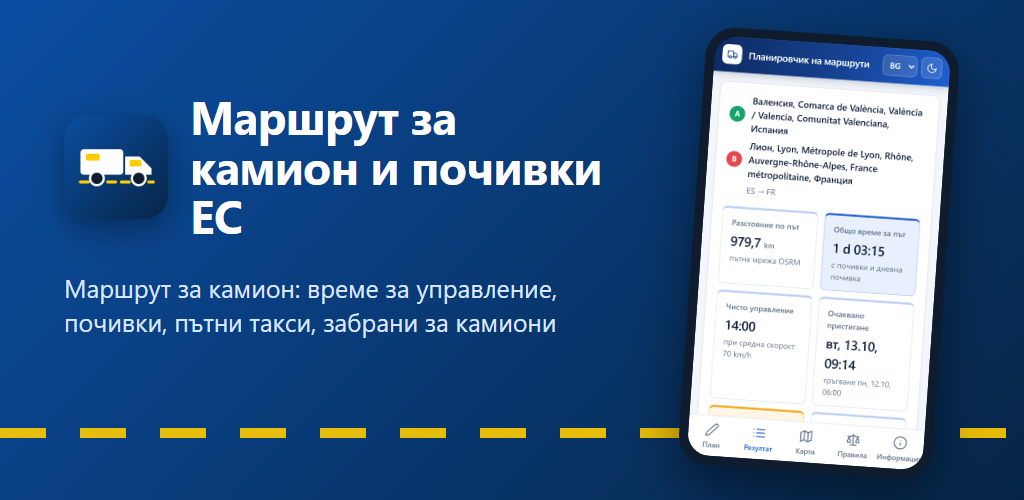 Маршрут за
камион и почивки
ЕС
Маршрут за камион: време за управление,
почивки, пътни такси, забрани за камиони
Планировчик на маршрути
BG
A
Валенсия, Comarca de València, València
/ Valencia, Comunitat Valenciana,
Испания
B
Лион, Lyon, Métropole de Lyon, Rhône,
Auvergne-Rhône-Alpes, France
métropolitaine, Франция
ES → FR
Разстояние по път
979,7 km
пътна мрежа OSRM
Общо време за път
1 d 03:15
с почивки и дневна
почивка
Чисто управление
14:00
при средна скорост
70 km/h
Очаквано
пристигане
вт, 13.10,
09:14
тръгване пн, 12.10,
06:00
План
Резултат
Карта
Правила
Информация